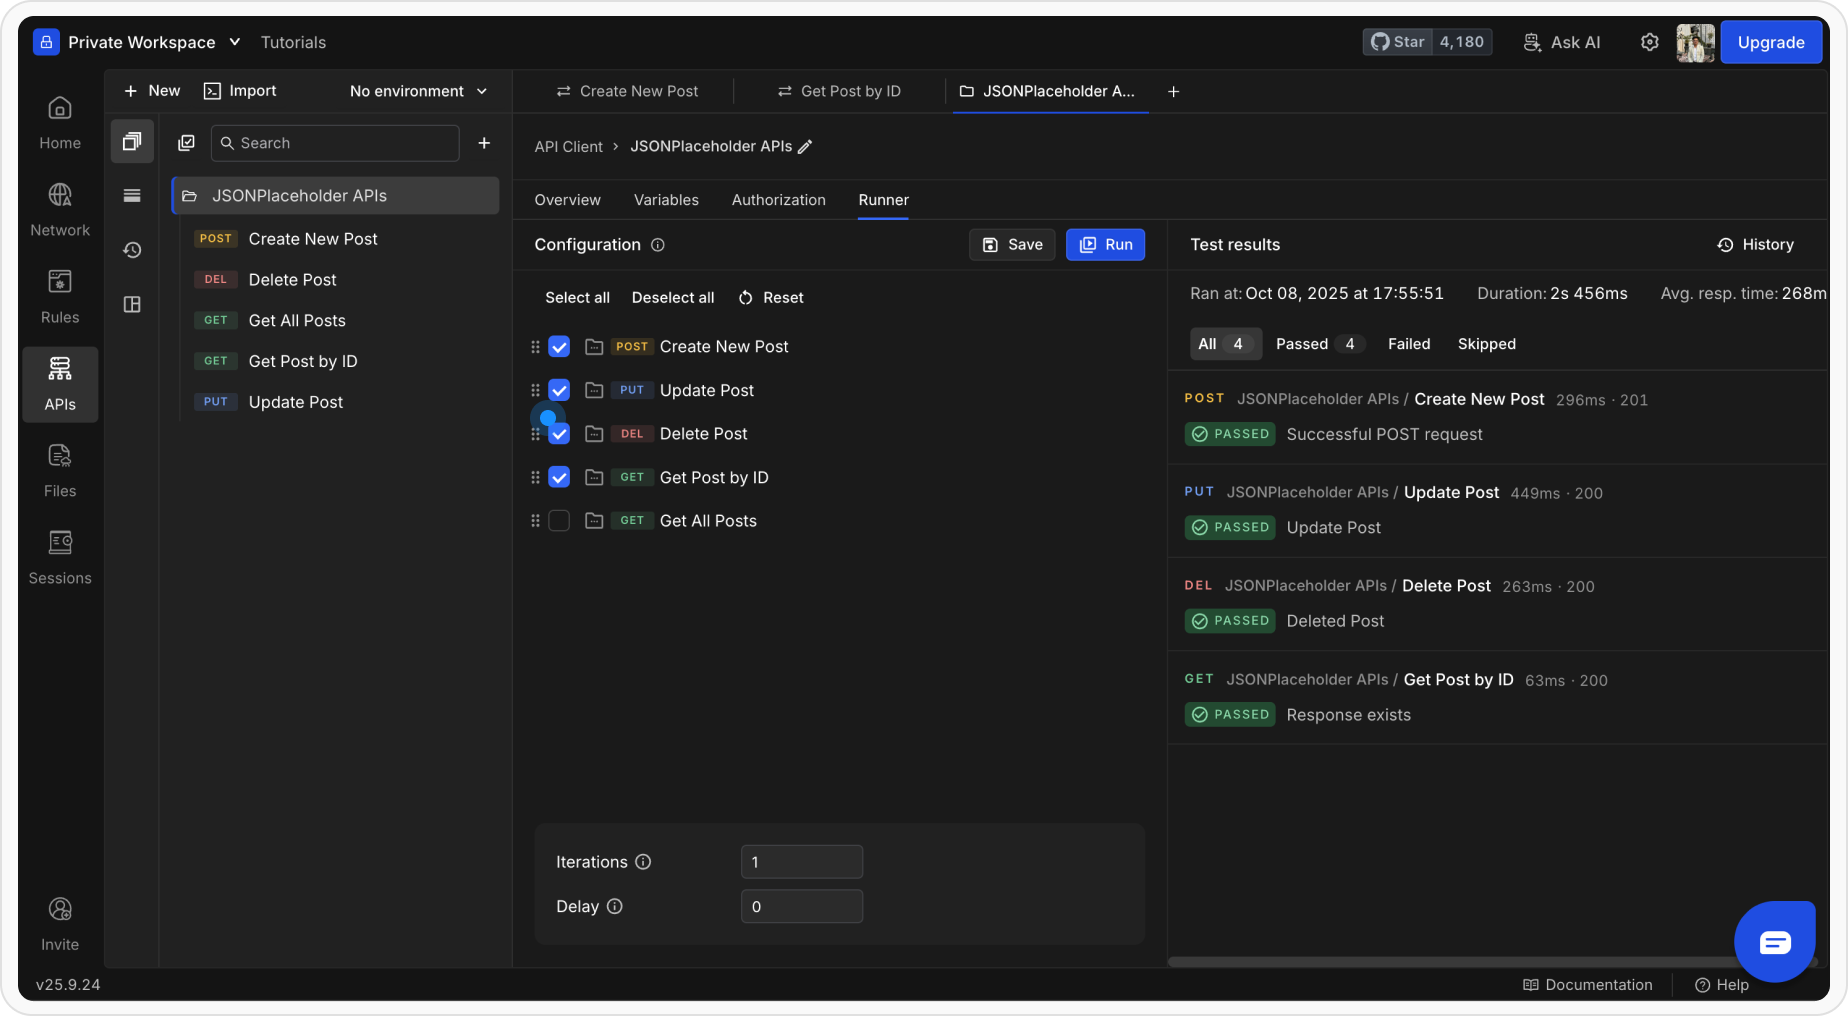 Private Workspace
Tutorials
Star 4,180
Ask AI
Upgrade
Home
Network
Rules
APIs
Files
Sessions
Invite
New
Import
No environment
Search
JSONPlaceholder APIs
POST Create New Post
DEL Delete Post
GET Get All Posts
GET Get Post by ID
PUT Update Post
Create New Post
Get Post by ID
JSONPlaceholder A...
API Client › JSONPlaceholder APIs
Overview
Variables
Authorization
Runner
Configuration
Save
Run
Select all
Deselect all
Reset
POST Create New Post
PUT Update Post
DEL Delete Post
GET Get Post by ID
GET Get All Posts
Iterations 1
Delay 0
Test results
History
Ran at: Oct 08, 2025 at 17:55:51
Duration: 2s 456ms
Avg. resp. time: 268m
All 4
Passed 4
Failed
Skipped
POST JSONPlaceholder APIs / Create New Post 296ms · 201
PASSED Successful POST request
PUT JSONPlaceholder APIs / Update Post 449ms · 200
PASSED Update Post
DEL JSONPlaceholder APIs / Delete Post 263ms · 200
PASSED Deleted Post
GET JSONPlaceholder APIs / Get Post by ID 63ms · 200
PASSED Response exists
v25.9.24
Documentation
Help